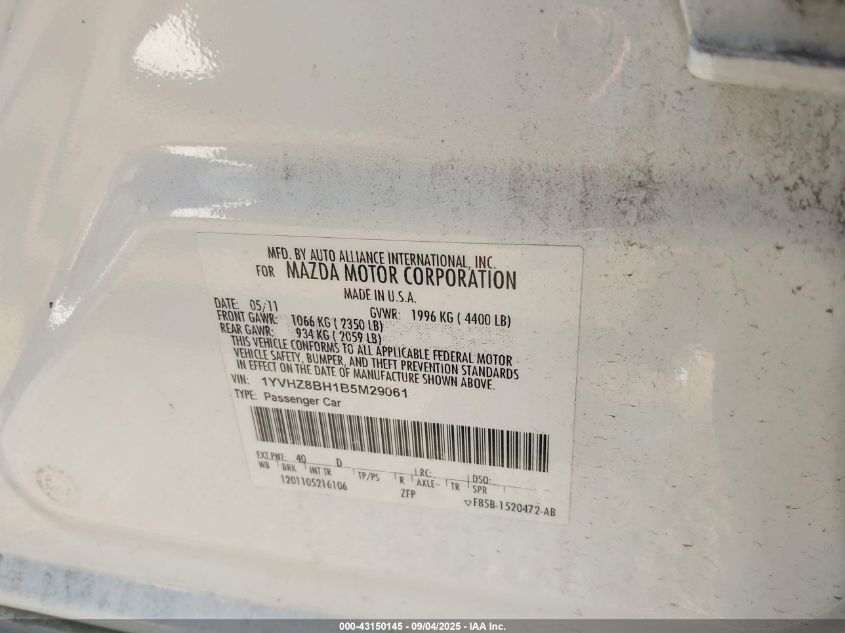 MFD. BY AUTO ALLIANCE INTERNATIONAL, INC.
FOR MAZDA MOTOR CORPORATION
MADE IN U.S.A.
DATE: 05/11 GVWR: 1996 KG ( 4400 LB)
FRONT GAWR: 1066 KG ( 2350 LB)
REAR GAWR: 934 KG ( 2059 LB)
THIS VEHICLE CONFORMS TO ALL APPLICABLE FEDERAL MOTOR
VEHICLE SAFETY, BUMPER, AND THEFT PREVENTION STANDARDS
IN EFFECT ON THE DATE OF MANUFACTURE SHOWN ABOVE.
VIN: 1YVHZ8BH1B5M29061
TYPE: Passenger Car
EXT.PNT: 40 D LRC: DSO:
WB BRK INT TR TP/PS R AXLE- TR SPR
1201105216106 ZFP F85B-1520472-AB
000-43150145 - 09/04/2025 - IAA Inc.